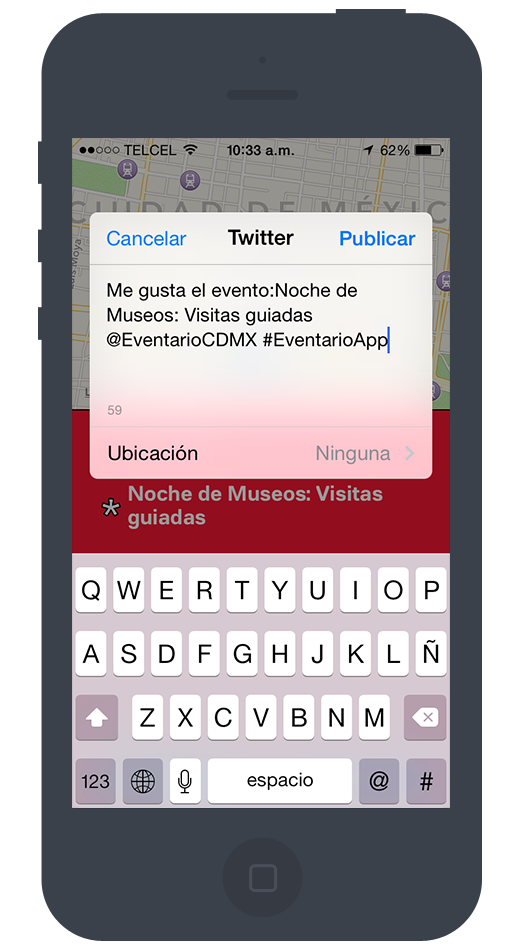 TELCEL 10:33 a.m. 62%
CIUDAD DE MÉXIC
Cancelar Twitter Publicar
Me gusta el evento:Noche de
Museos: Visitas guiadas
@EventarioCDMX #EventarioApp
59
Ubicación Ninguna
Noche de Museos: Visitas
guiadas
Q W E R T Y U I O P
A S D F G H J K L Ñ
Z X C V B N M
123 espacio @ #